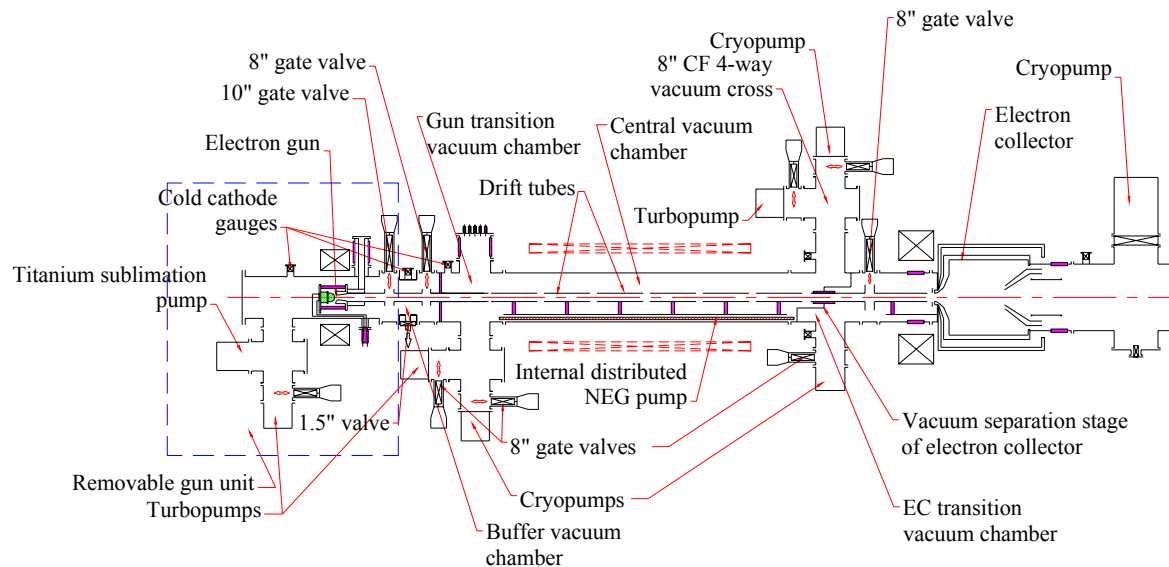 Cryopump
8" gate valve
8" CF 4-way
vacuum cross
Cryopump
8" gate valve
10" gate valve
Gun transition
vacuum chamber
Central vacuum
chamber
Electron
collector
Electron gun
Cold cathode
gauges
Drift tubes
Turbopump
Titanium sublimation
pump
Internal distributed
NEG pump
1.5" valve
8" gate valves
Vacuum separation stage
of electron collector
Removable gun unit
Turbopumps
Cryopumps
Buffer vacuum
chamber
EC transition
vacuum chamber